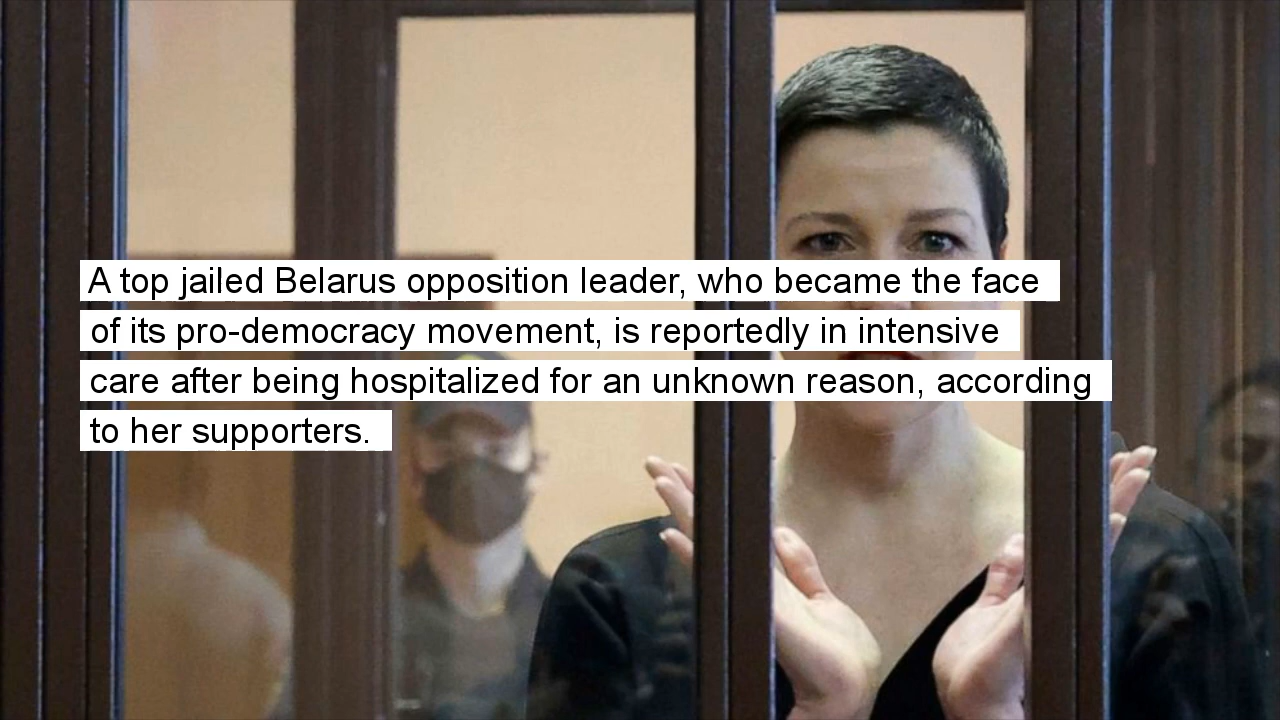 A top jailed Belarus opposition leader, who became the face
of its pro-democracy movement, is reportedly in intensive
care after being hospitalized for an unknown reason, according
to her supporters.